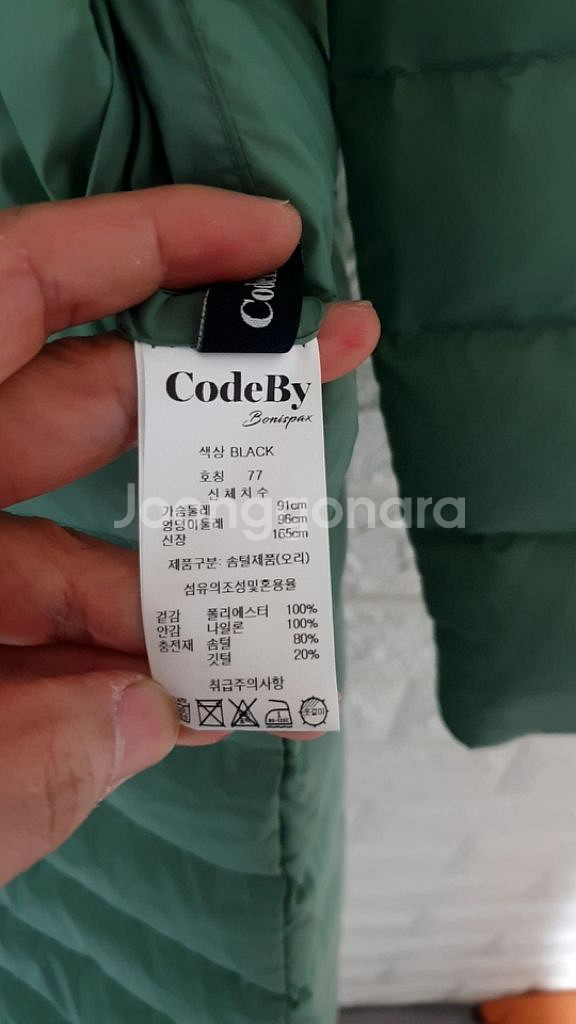 CodeBy
Bonispax
색상 BLACK
호칭 77
신체치수
가슴둘레 91cm
엉덩이둘레 96cm
신장 165cm
Joonggonara
제품구분: 솜털제품(오리)
섬유의조성및혼용율
겉감 폴리에스터 100%
안감 나일론 100%
충전재 솜털 80%
깃털 20%
취급주의사항
옷걸이